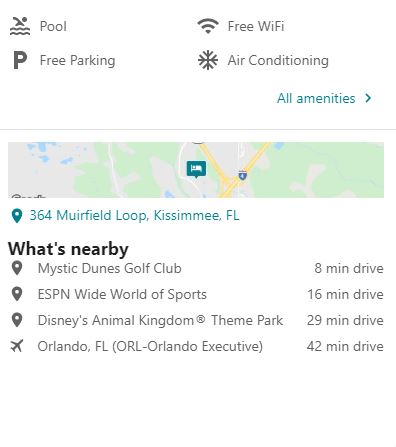 Pool
Free WiFi
P Free Parking
Air Conditioning
All amenities
4
364 Muirfield Loop, Kissimmee, FL
What's nearby
Mystic Dunes Golf Club 8 min drive
ESPN Wide World of Sports 16 min drive
Disney's Animal Kingdom® Theme Park 29 min drive
Orlando, FL (ORL-Orlando Executive) 42 min drive